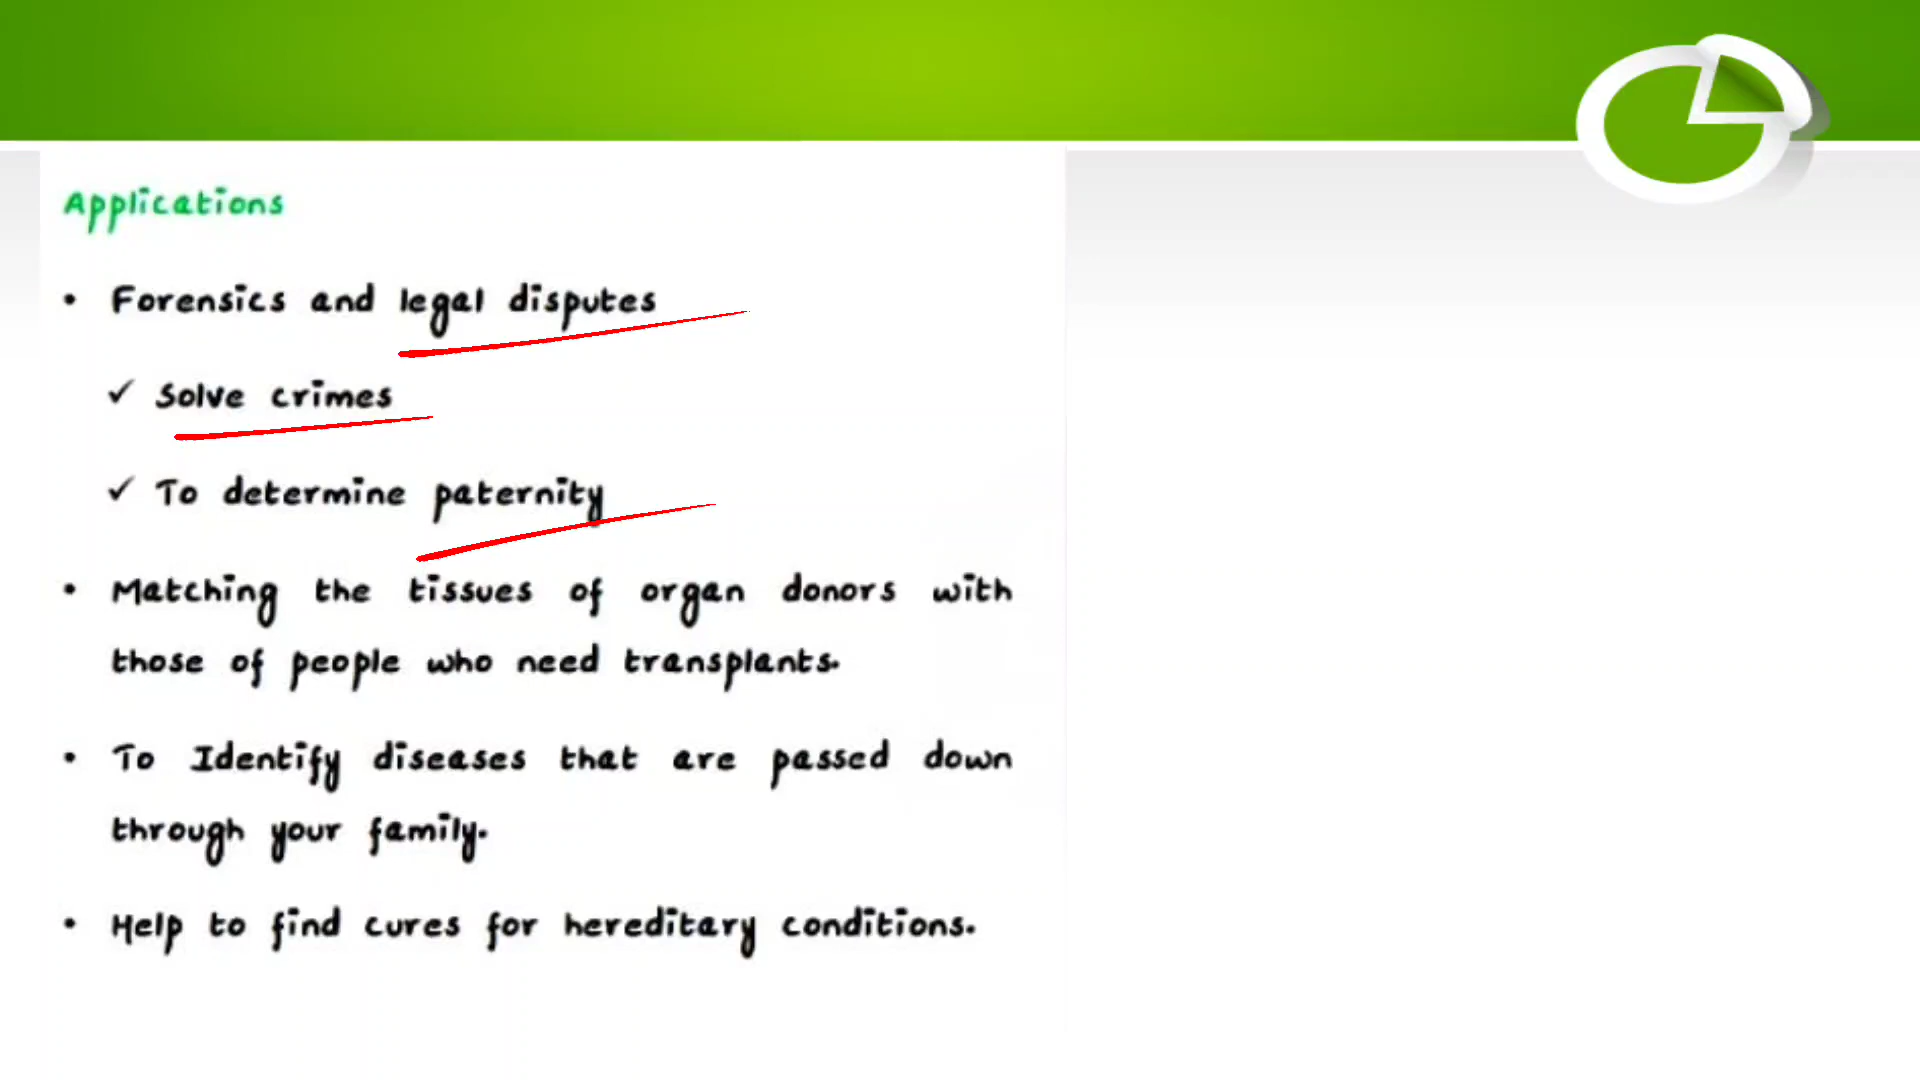 Applications
• Forensics and legal disputes
✓ Solve crimes
✓ To determine paternity
• Matching the tissues of organ donors with
those of people who need transplants.
• To Identify diseases that are passed down
through your family.
• Help to find cures for hereditary conditions.